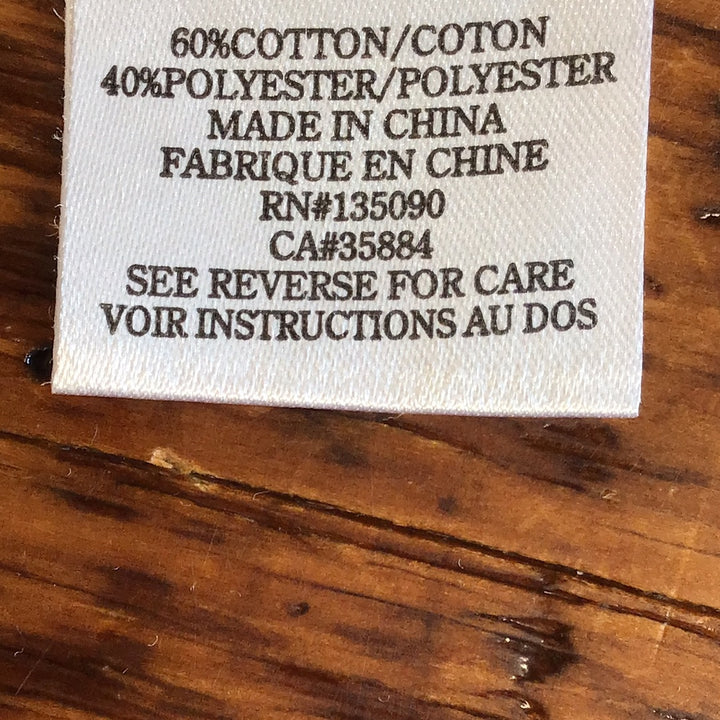 60%COTTON/COTON
40%POLYESTER/POLYESTER
MADE IN CHINA
FABRIQUE EN CHINE
RN#135090
CA#35884
SEE REVERSE FOR CARE
VOIR INSTRUCTIONS AU DOS